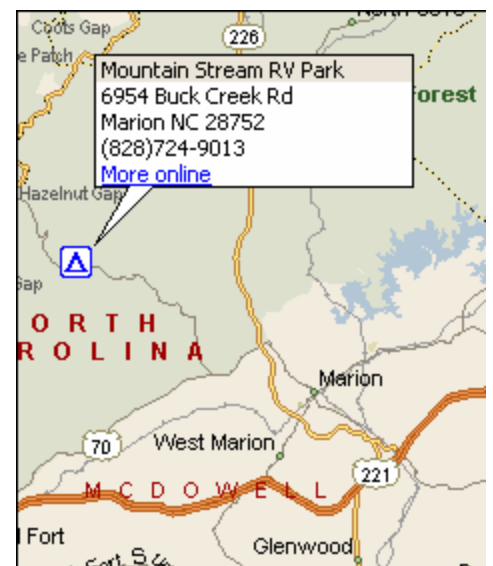 Coots Gap
226
e Patch
Mountain Stream RV Park
6954 Buck Creek Rd
Marion NC 28752
(828)724-9013
More online
orest
Hazelnut Gap
Gap
O R T H
R O L I N A
Marion
70
West Marion
221
M C D O W E L L
Fort
Glenwood